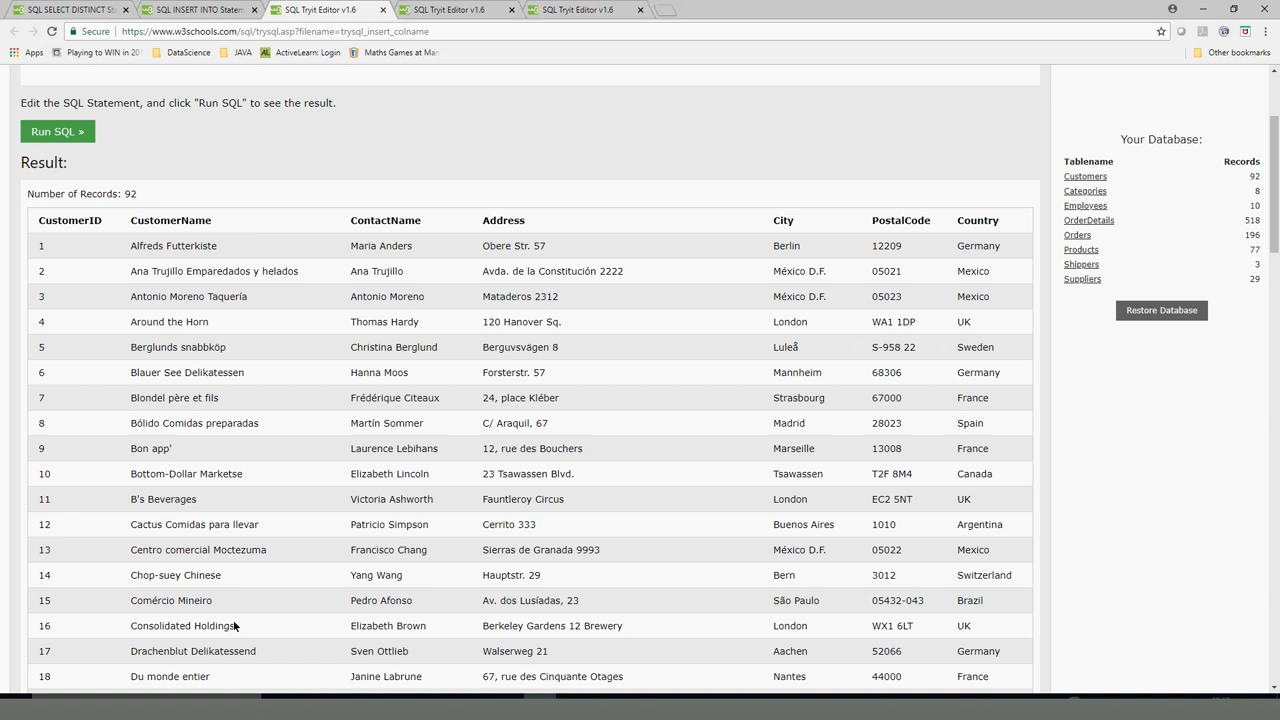 SQL SELECT DISTINCT Sta
SQL INSERT INTO Statem
SQL Tryit Editor v1.6
SQL Tryit Editor v1.6
SQL Tryit Editor v1.6
Secure https://www.w3schools.com/sql/trysql.asp?filename=trysql_insert_colname
Apps Playing to WIN in 20 DataScience JAVA AL ActiveLearn: Login Maths Games at Man Other bookmarks
Edit the SQL Statement, and click "Run SQL" to see the result.
Run SQL »
Result:
Number of Records: 92
CustomerID CustomerName ContactName Address City PostalCode Country
1 Alfreds Futterkiste Maria Anders Obere Str. 57 Berlin 12209 Germany
2 Ana Trujillo Emparedados y helados Ana Trujillo Avda. de la Constitución 2222 México D.F. 05021 Mexico
3 Antonio Moreno Taquería Antonio Moreno Mataderos 2312 México D.F. 05023 Mexico
4 Around the Horn Thomas Hardy 120 Hanover Sq. London WA1 1DP UK
5 Berglunds snabbköp Christina Berglund Berguvsvägen 8 Luleå S-958 22 Sweden
6 Blauer See Delikatessen Hanna Moos Forsterstr. 57 Mannheim 68306 Germany
7 Blondel père et fils Frédérique Citeaux 24, place Kléber Strasbourg 67000 France
8 Bólido Comidas preparadas Martín Sommer C/ Araquil, 67 Madrid 28023 Spain
9 Bon app' Laurence Lebihans 12, rue des Bouchers Marseille 13008 France
10 Bottom-Dollar Marketse Elizabeth Lincoln 23 Tsawassen Blvd. Tsawassen T2F 8M4 Canada
11 B's Beverages Victoria Ashworth Fauntleroy Circus London EC2 5NT UK
12 Cactus Comidas para llevar Patricio Simpson Cerrito 333 Buenos Aires 1010 Argentina
13 Centro comercial Moctezuma Francisco Chang Sierras de Granada 9993 México D.F. 05022 Mexico
14 Chop-suey Chinese Yang Wang Hauptstr. 29 Bern 3012 Switzerland
15 Comércio Mineiro Pedro Afonso Av. dos Lusíadas, 23 São Paulo 05432-043 Brazil
16 Consolidated Holdings Elizabeth Brown Berkeley Gardens 12 Brewery London WX1 6LT UK
17 Drachenblut Delikatessend Sven Ottlieb Walserweg 21 Aachen 52066 Germany
18 Du monde entier Janine Labrune 67, rue des Cinquante Otages Nantes 44000 France
Your Database:
Tablename Records
Customers 92
Categories 8
Employees 10
OrderDetails 518
Orders 196
Products 77
Shippers 3
Suppliers 29
Restore Database